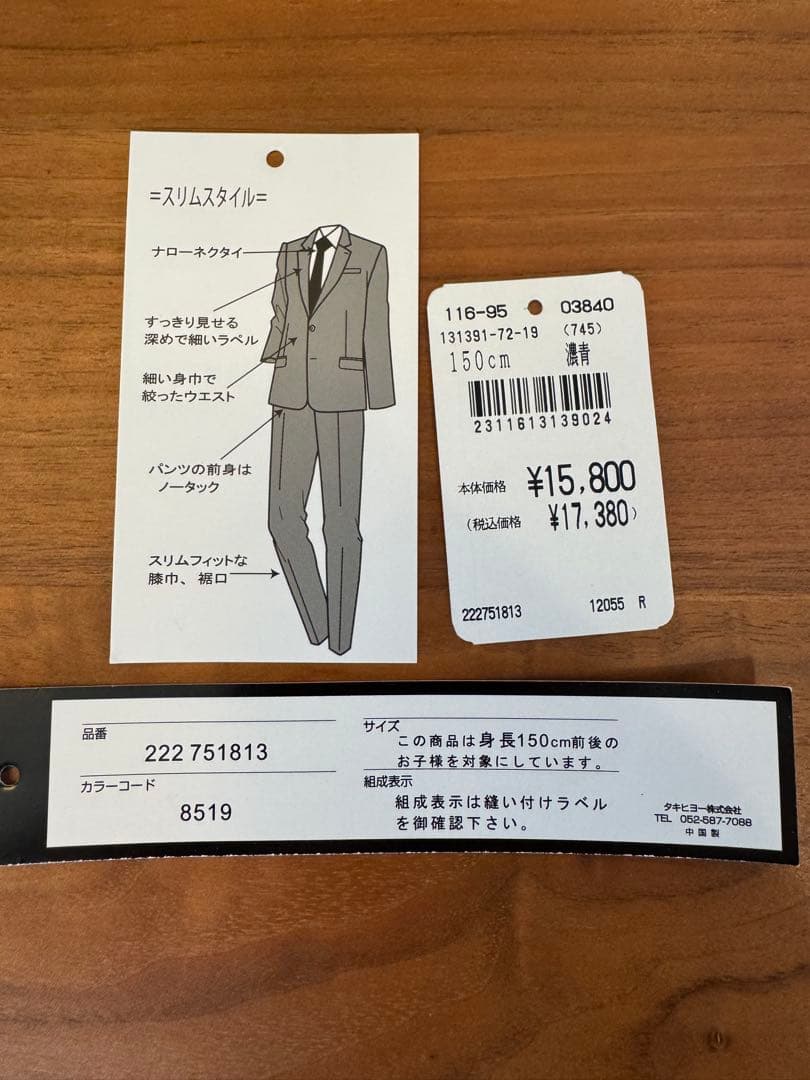 =スリムスタイル=
ナローネクタイ
すっきり見せる
深めで細いラペル
細い身巾で
絞ったウエスト
パンツの前身は
ノータック
スリムフィットな
膝巾、裾口
116-95 03840
131391-72-19 (745)
150cm 濃青
2311613139024
本体価格 ¥15,800
(税込価格 ¥17,380)
222751813 12055 R
品番
222 751813
カラーコード
8519
サイズ
この商品は身長150cm前後の
お子様を対象にしています。
組成表示
組成表示は縫い付けラベル
を御確認下さい。
タキヒヨー株式会社
TEL 052-587-7088
中国製